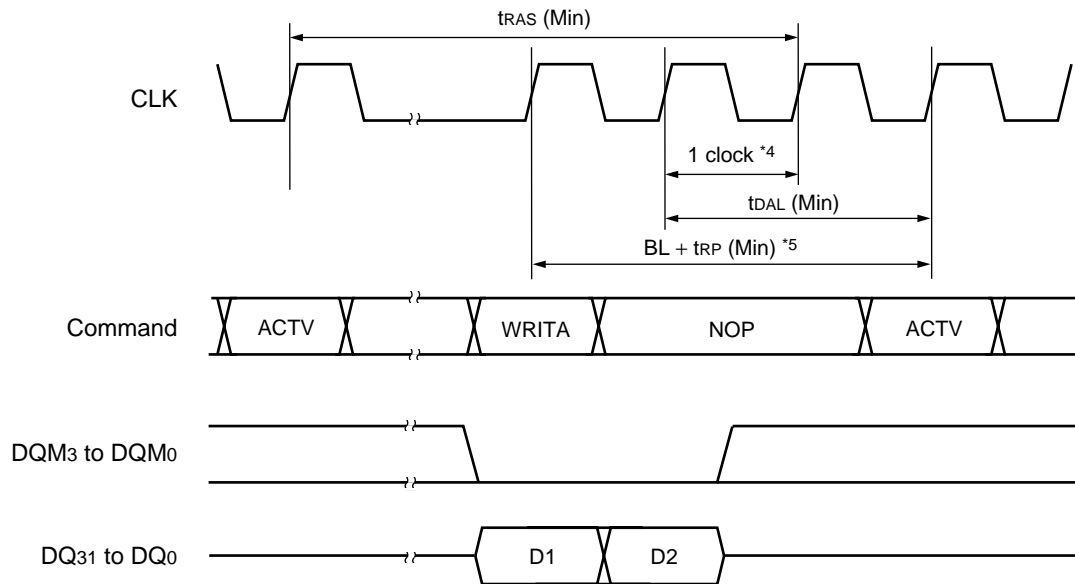 tRAS (Min)
CLK
1 clock *4
tDAL (Min)
BL + tRP (Min) *5
Command
ACTV
WRITA
NOP
ACTV
DQM3 to DQM0
DQ31 to DQ0
D1
D2